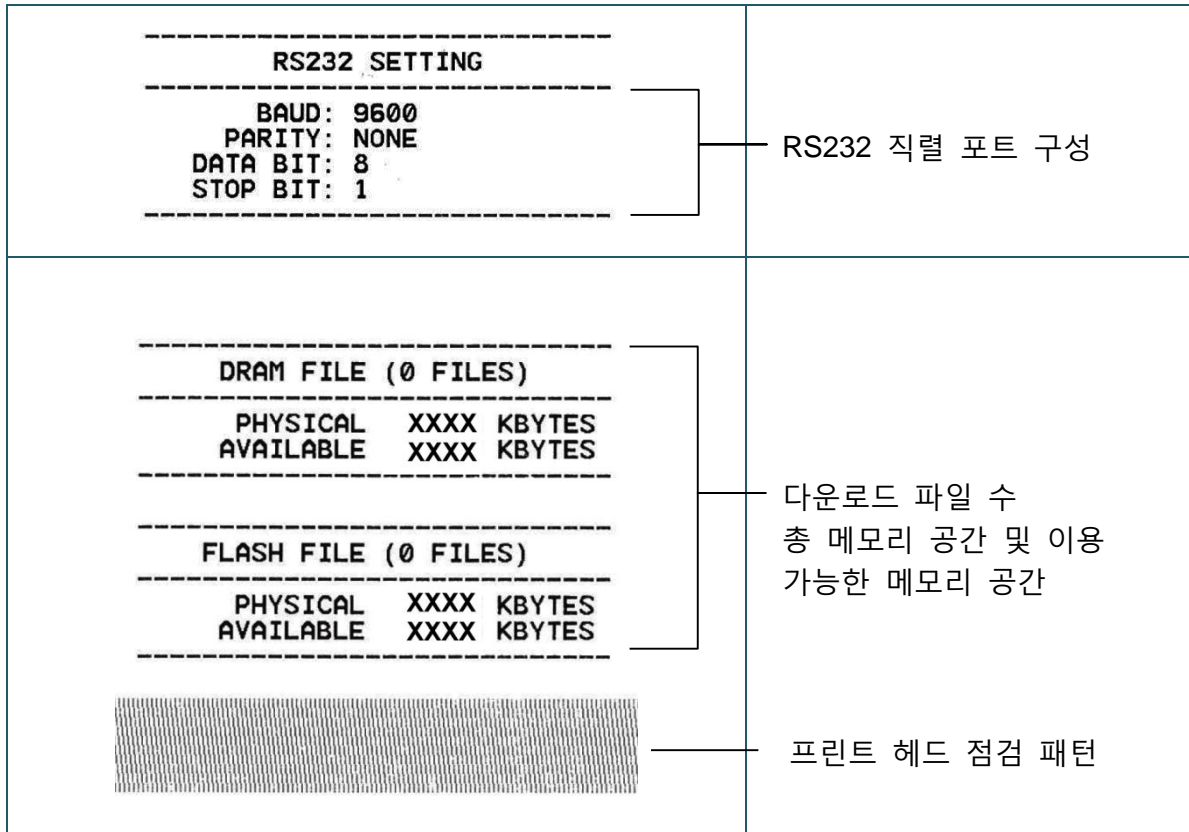 RS232 SETTING
BAUD: 9600
PARITY: NONE
DATA BIT: 8
STOP BIT: 1
RS232 직렬 포트 구성
DRAM FILE (0 FILES)
PHYSICAL XXXX KBYTES
AVAILABLE XXXX KBYTES
FLASH FILE (0 FILES)
PHYSICAL XXXX KBYTES
AVAILABLE XXXX KBYTES
다운로드 파일 수
총 메모리 공간 및 이용
가능한 메모리 공간
프린트 헤드 점검 패턴